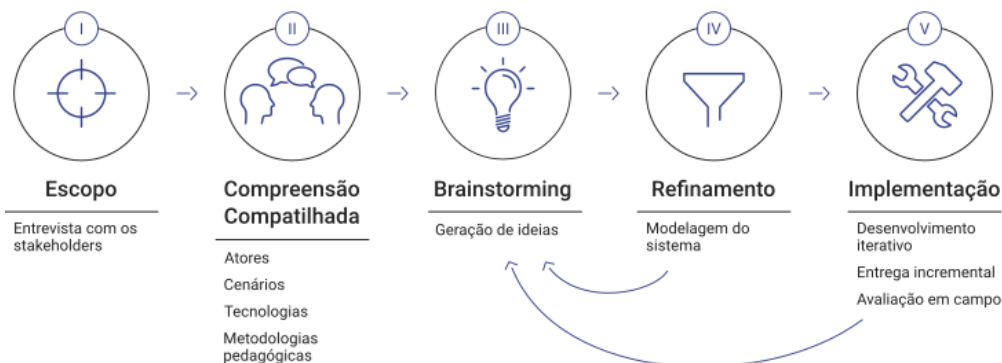 I
II
III
IV
V
Escopo
Entrevista com os
stakeholders
Compreensão
Compatilhada
Atores
Cenários
Tecnologias
Metodologias
pedagógicas
Brainstorming
Geração de ideias
Refinamento
Modelagem do
sistema
Implementação
Desenvolvimento
iterativo
Entrega incremental
Avaliação em campo